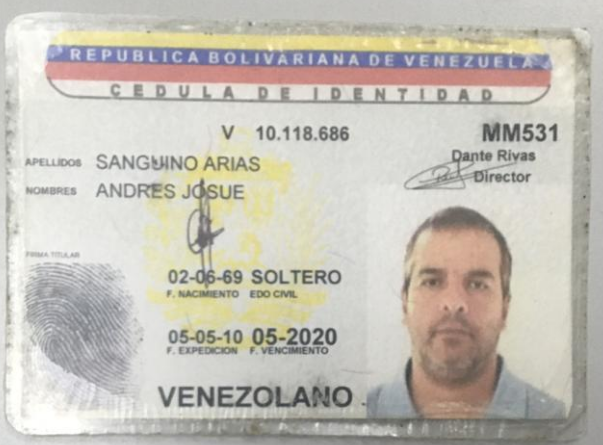 REPUBLICA BOLIVARIANA DE VENEZUELA
CEDULA DE IDENTIDAD
V 10.118.686
MM531
Dante Rivas
Director
APELLIDOS SANGUINO ARIAS
NOMBRES ANDRES JOSUE
FIRMA TITULAR
02-06-69 SOLTERO
F. NACIMIENTO EDO CIVIL
05-05-10 05-2020
F. EXPEDICION F. VENCIMIENTO
VENEZOLANO